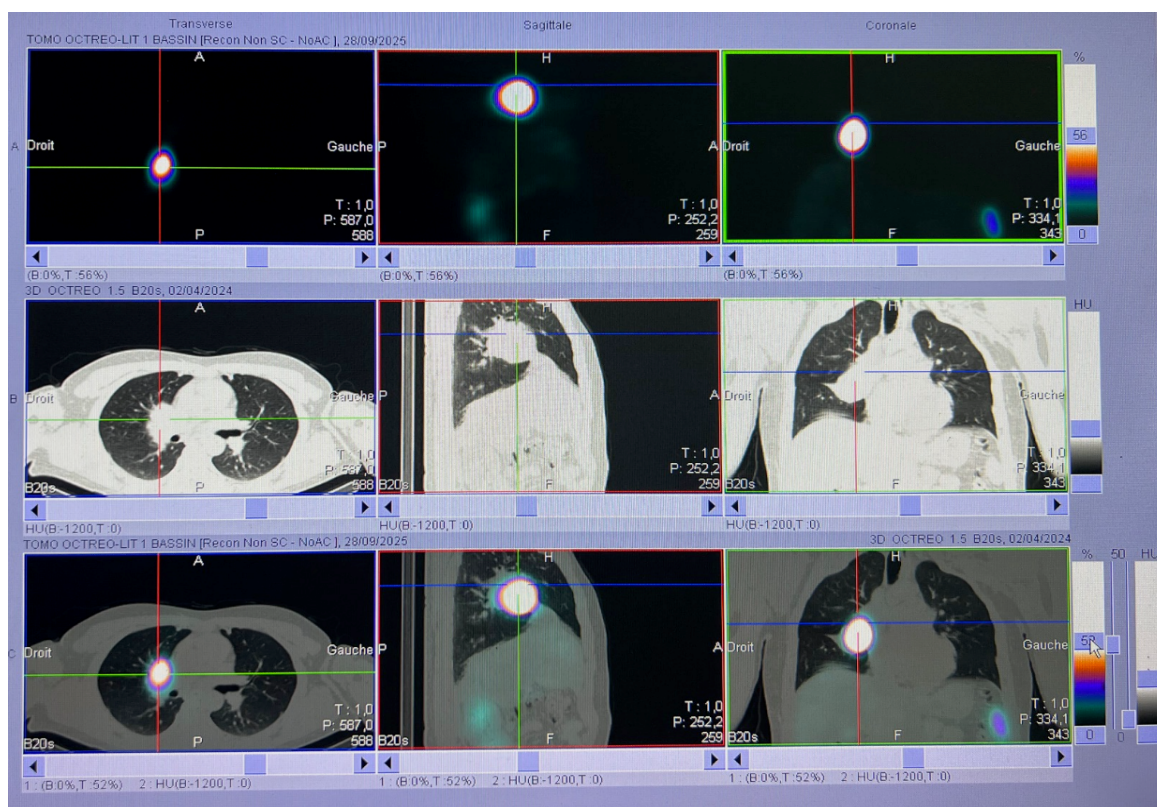 Transverse Sagittale Coronale
TOMO OCTREO-LIT 1 BASSIN [Recon Non SC - NoAC ], 28/09/2025
A H H %
A Droit Gauche P A Droit Gauche 56
T : 1,0 T : 1,0 T : 1,0
P: 587,0 P: 252,2 P: 334,1
P 588 F 259 F 343 0
(B:0%,T :56%) (B:0%,T :56%) (B:0%,T :56%)
3D OCTREO 1.5 B20s, 02/04/2024
A H H HU
B Droit Gauche P A Droit Gauche
T : 1,0 T : 1,0 T : 1,0
P: 587,0 P: 252,2 P: 334,1
B20s P 588 B20s F 259 B20s F 343
HU(B:-1200,T :0) HU(B:-1200,T :0) HU(B:-1200,T :0)
TOMO OCTREO-LIT 1 BASSIN [Recon Non SC - NoAC ], 28/09/2025 3D OCTREO 1.5 B20s, 02/04/2024
A H H % 50 HU
C Droit Gauche P A Droit Gauche
T : 1,0 T : 1,0 T : 1,0
P: 587,0 P: 252,2 P: 334,1
B20s P 588 B20s F 259 B20s F 343 0 0
1 : (B:0%,T :52%) 2 : HU(B:-1200,T :0) 1 : (B:0%,T :52%) 2 : HU(B:-1200,T :0) 1 : (B:0%,T :52%) 2 : HU(B:-1200,T :0)